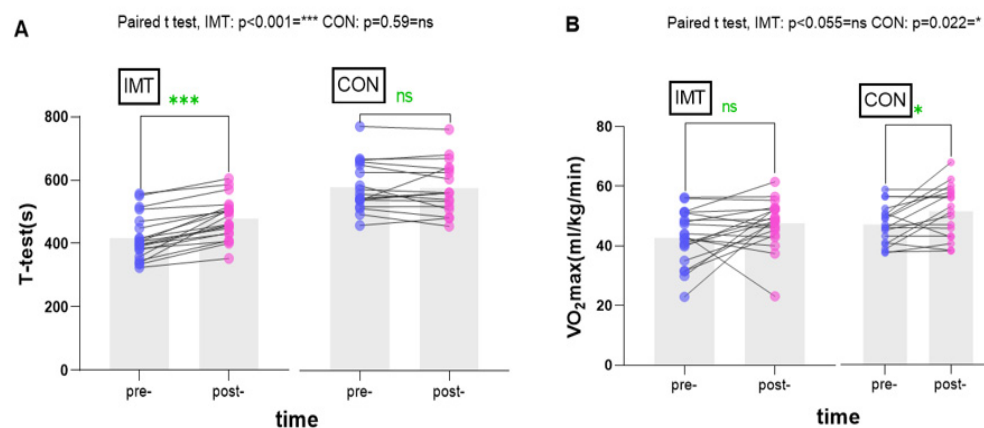 A
Paired t test, IMT: p<0.001=*** CON: p=0.59=ns
IMT
***
CON
ns
T-test(s)
800
600
400
600
0
pre-
post-
pre-
post-
time
B
Paired t test, IMT: p<0.055=ns CON: p=0.022=*
IMT
ns
CON
*
VO₂max(ml/kg/min)
80
60
40
20
0
pre-
post-
pre-
post-
time